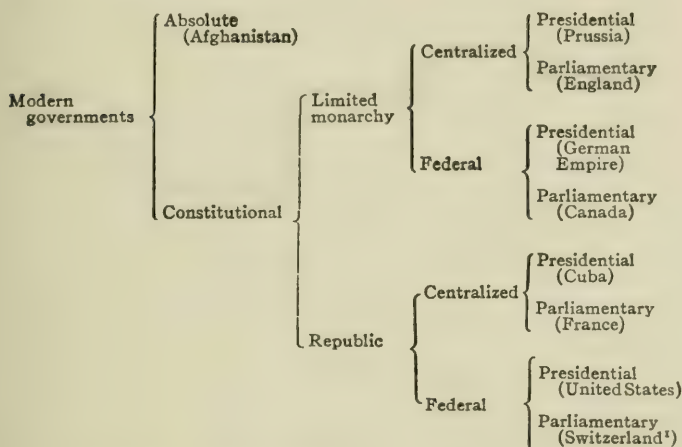 Modern
governments
Absolute
(Afghanistan)
Constitutional
Limited
monarchy
Centralized
Presidential
(Prussia)
Parliamentary
(England)
Federal
Presidential
(German
Empire)
Parliamentary
(Canada)
Republic
Centralized
Presidential
(Cuba)
Parliamentary
(France)
Federal
Presidential
(United States)
Parliamentary
(Switzerland¹)